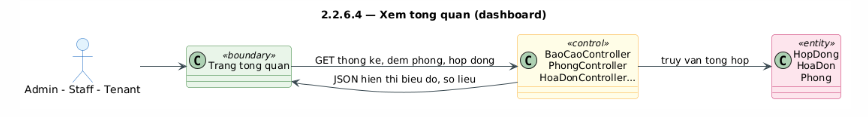 2.2.6.4 — Xem tong quan (dashboard)
Admin - Staff - Tenant
C
«boundary»
Trang tong quan
GET thong ke, dem phong, hop dong
JSON hien thi bieu do, so lieu
C
«control»
BaoCaoController
PhongController
HoaDonController...
truy van tong hop
C
«entity»
HopDong
HoaDon
Phong